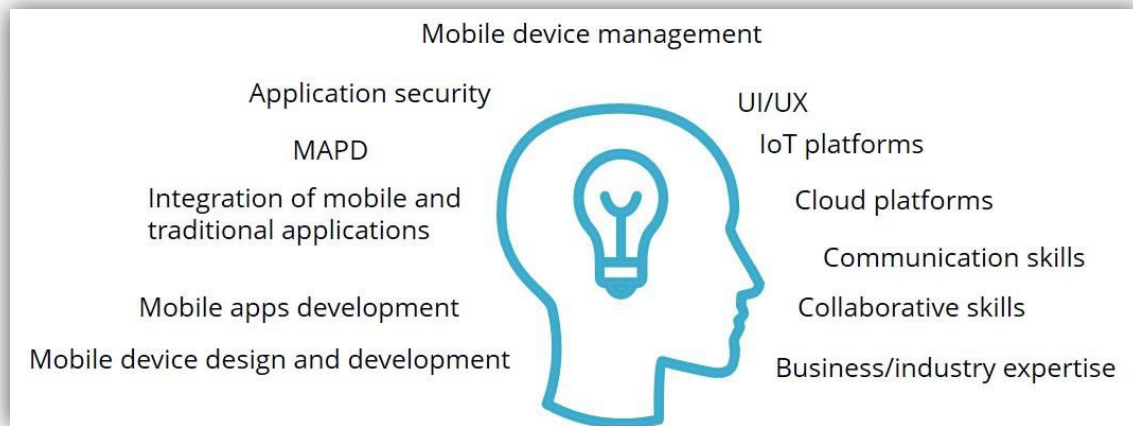 Mobile device management
Application security
UI/UX
MAPD
IoT platforms
Integration of mobile and
traditional applications
Cloud platforms
Communication skills
Mobile apps development
Collaborative skills
Mobile device design and development
Business/industry expertise